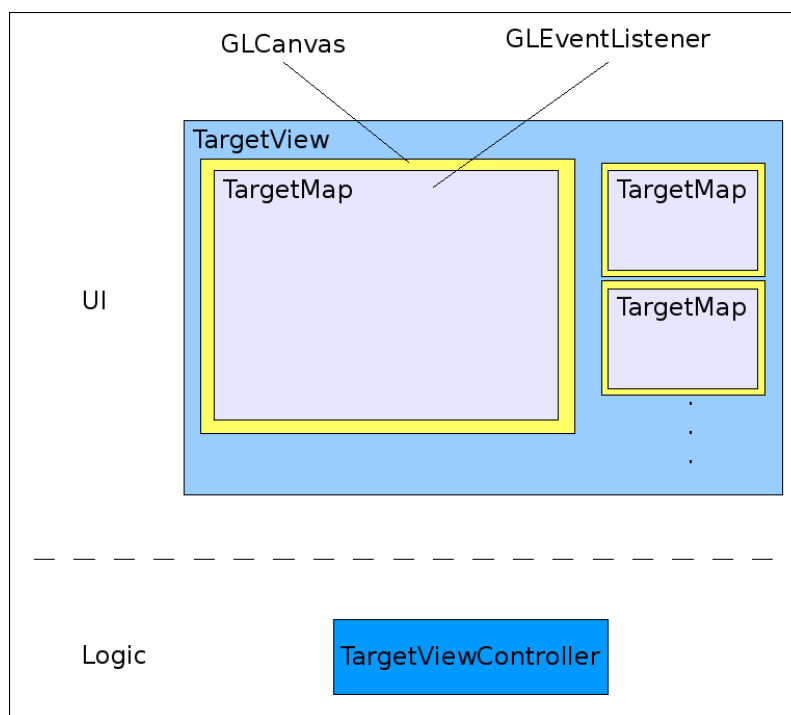 GLCanvas
GLEventListener
TargetView
TargetMap
TargetMap
TargetMap
UI
Logic
TargetViewController